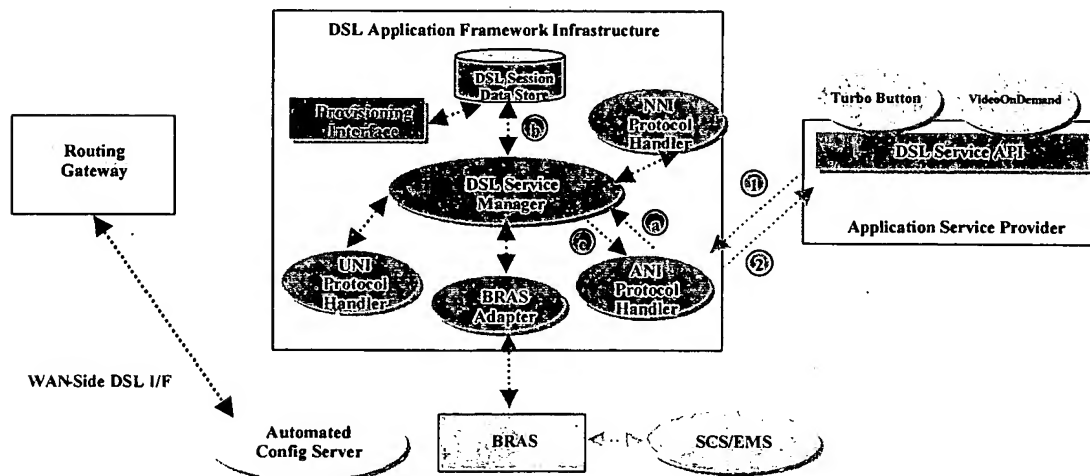 DSL Application Framework Infrastructure
DSL Session
Data Store
Provisioning
Interface
b
NNI
Protocol
Handler
DSL Service
Manager
c
a
UNI
Protocol
Handler
BRAS
Adapter
ANI
Protocol
Handler
Routing
Gateway
1
2
Turbo Button
VideoOnDemand
DSL Service API
Application Service Provider
WAN-Side DSL I/F
Automated
Config Server
BRAS
SCS/EMS